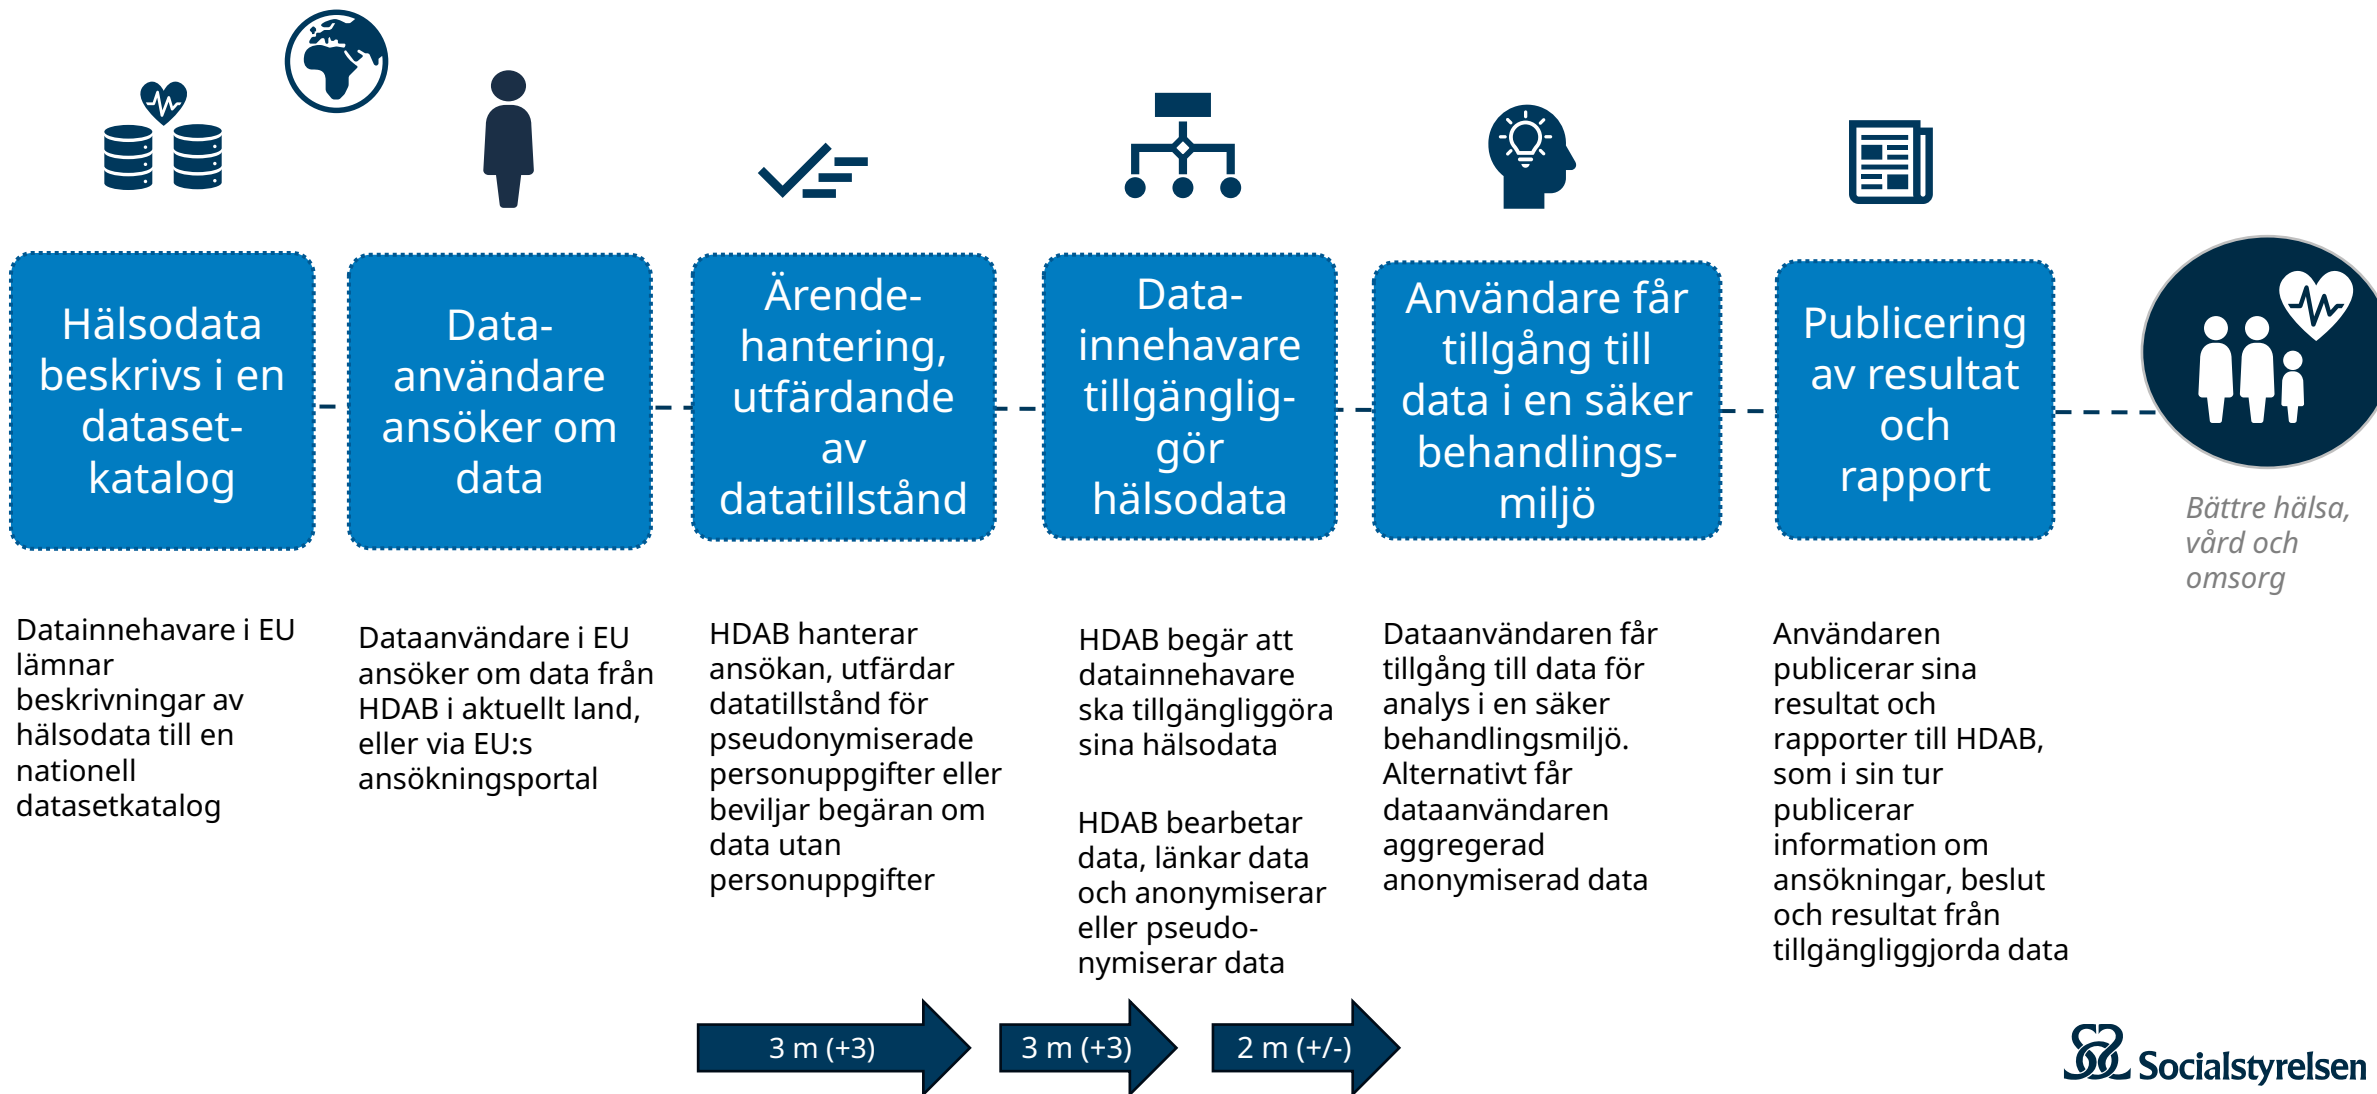 Hälsodata
beskrivs i en
dataset-
katalog
Data-
användare
ansöker om
data
Ärende-
hantering,
utfärdande
av
datatillstånd
Data-
innehavare
tillgänglig-
gör
hälsodata
Användare får
tillgång till
data i en säker
behandlings-
miljö
Publicering
av resultat
och
rapport
Bättre hälsa,
vård och
omsorg
Datainnehavare i EU
lämnar
beskrivningar av
hälsodata till en
nationell
datasetkatalog
Dataanvändare i EU
ansöker om data från
HDAB i aktuellt land,
eller via EU:s
ansökningsportal
HDAB hanterar
ansökan, utfärdar
datatillstånd för
pseudonymiserade
personuppgifter eller
beviljar begäran om
data utan
personuppgifter
HDAB begär att
datainnehavare
ska tillgängliggöra
sina hälsodata
HDAB bearbetar
data, länkar data
och anonymiserar
eller pseudo-
nymiserar data
Dataanvändaren får
tillgång till data för
analys i en säker
behandlingsmiljö.
Alternativt får
dataanvändaren
aggregerad
anonymiserad data
Användaren
publicerar sina
resultat och
rapporter till HDAB,
som i sin tur
publicerar
information om
ansökningar, beslut
och resultat från
tillgängliggjorda data
3 m (+3)
3 m (+3)
2 m (+/-)
Socialstyrelsen